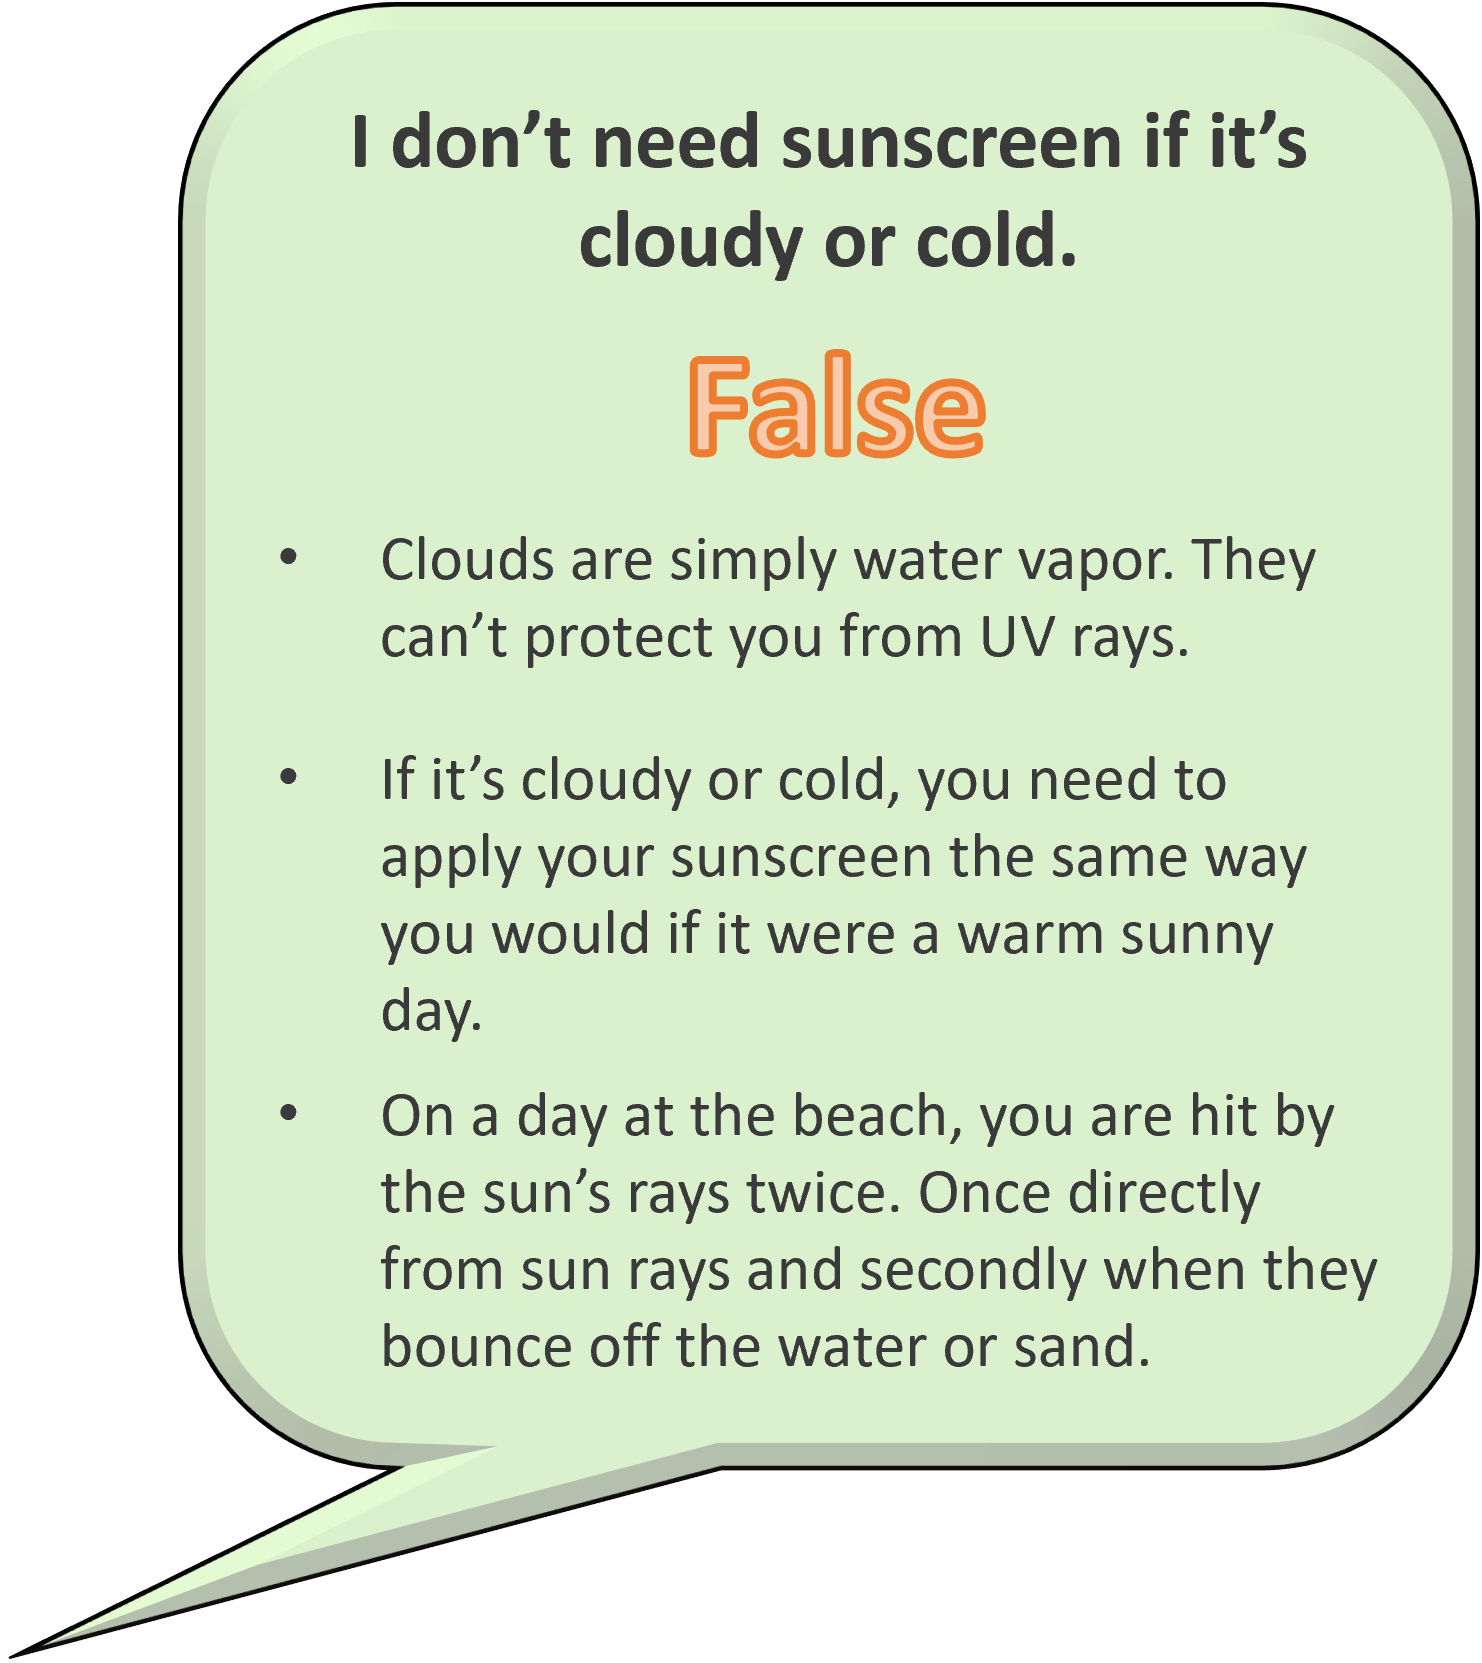 I don’t need sunscreen if it’s
cloudy or cold.
False
• Clouds are simply water vapor. They
can’t protect you from UV rays.
• If it’s cloudy or cold, you need to
apply your sunscreen the same way
you would if it were a warm sunny
day.
• On a day at the beach, you are hit by
the sun’s rays twice. Once directly
from sun rays and secondly when they
bounce off the water or sand.